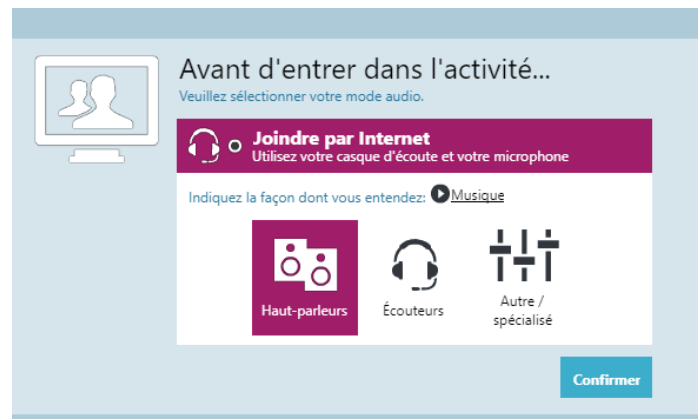 Avant d'entrer dans l'activité...
Veuillez sélectionner votre mode audio.
Joindre par Internet
Utilisez votre casque d'écoute et votre microphone
Indiquez la façon dont vous entendez: Musique
Haut-parleurs
Écouteurs
Autre /
spécialisé
Confirmer